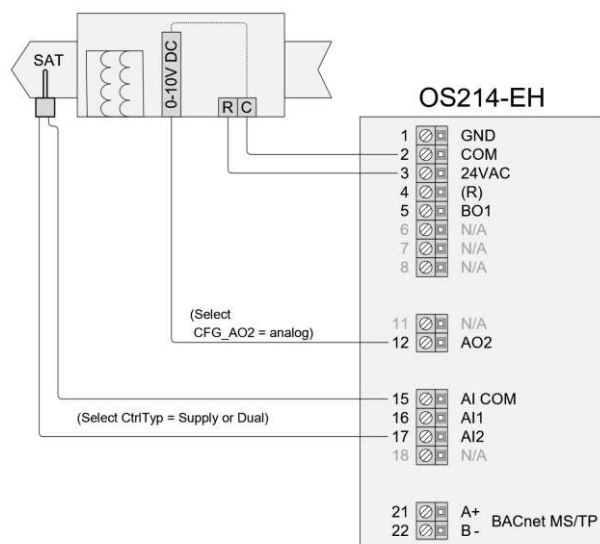 SAT
0-10V DC
R C
OS214-EH
1 GND
2 COM
3 24VAC
4 (R)
5 BO1
6 N/A
7 N/A
8 N/A
(Select
CFG_AO2 = analog)
11 N/A
12 AO2
15 AI COM
(Select CtrlTyp = Supply or Dual)
16 AI1
17 AI2
18 N/A
21 A+
22 B -
BACnet MS/TP